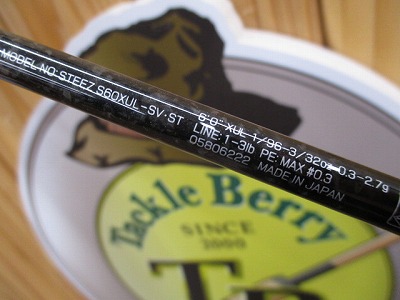 MODEL NO·STEEZ S60XUL-SV·ST
6'0" XUL 1/96-3/32oz 0.3-2.7g
LINE: 1-3lb PE: MAX #0.3
05806222 MADE IN JAPAN
Tackle Berry
SINCE
2000